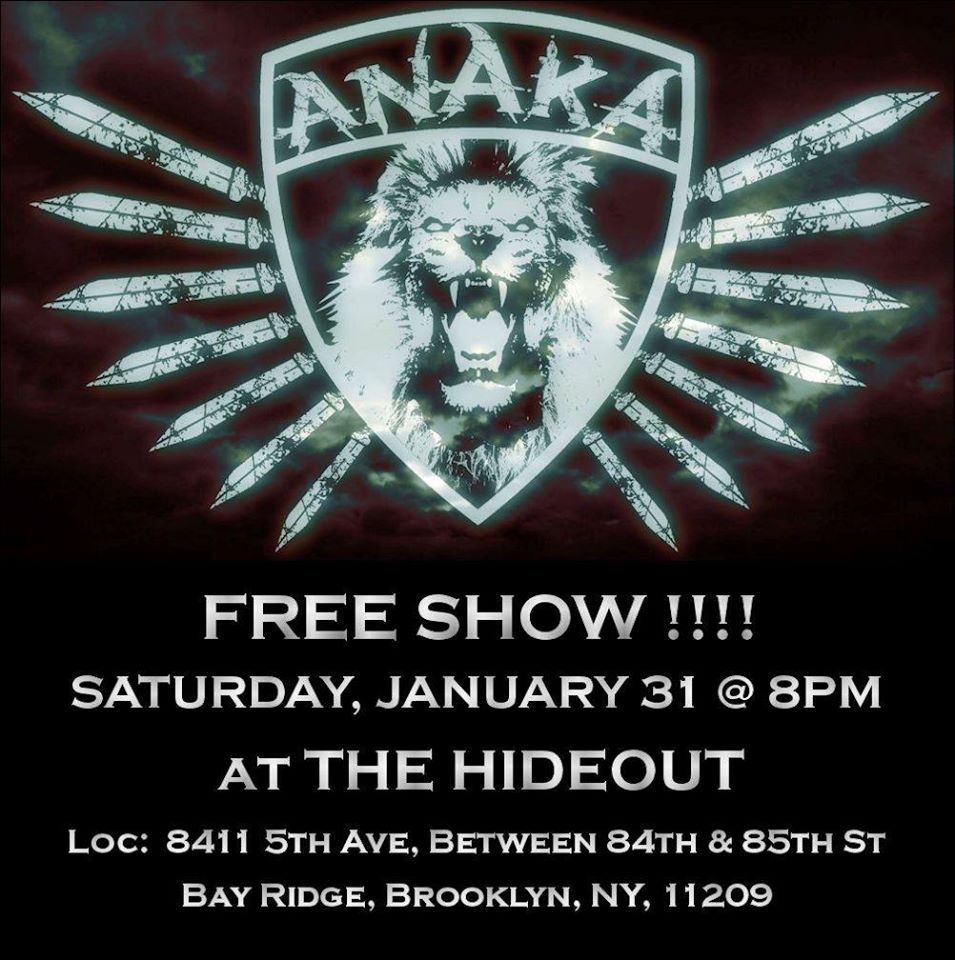 ANAKA
FREE SHOW !!!!
SATURDAY, JANUARY 31 @ 8PM
AT THE HIDEOUT
LOC: 8411 5TH AVE, BETWEEN 84TH & 85TH ST
BAY RIDGE, BROOKLYN, NY, 11209